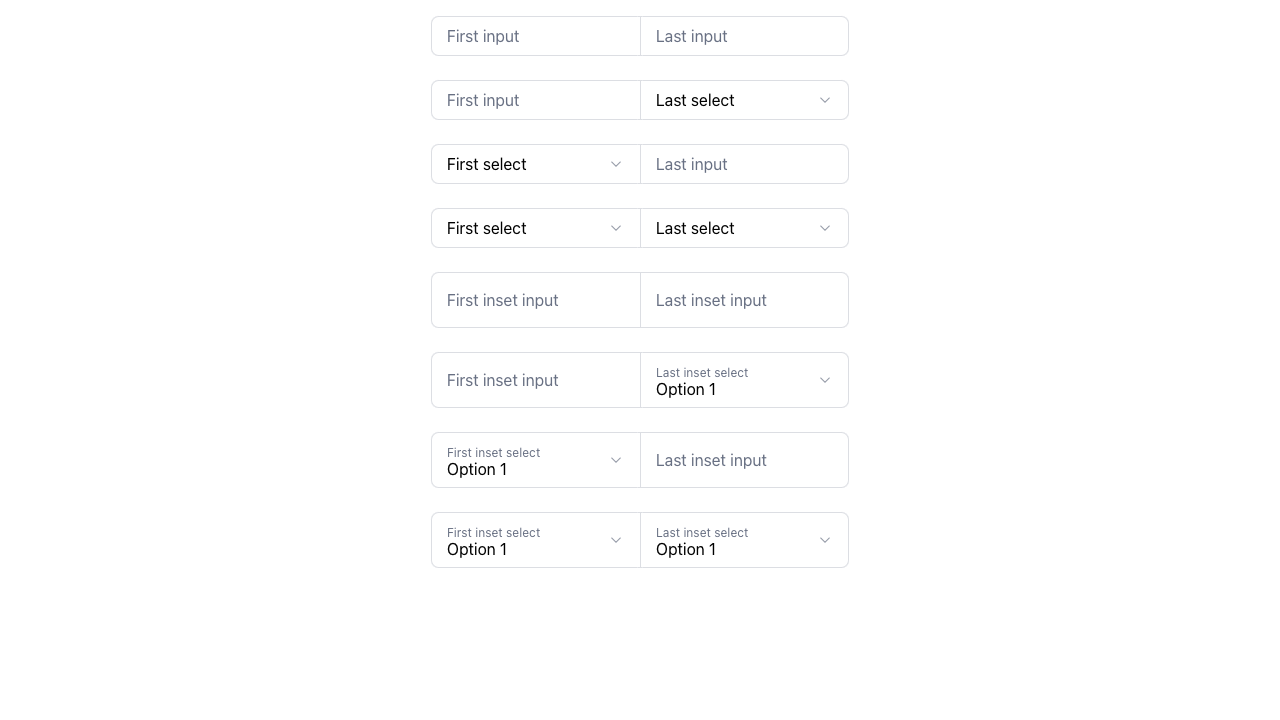 First input
Last input
First input
Last select
First select
Last input
First select
Last select
First inset input
Last inset input
First inset input
Last inset select
Option 1
First inset select
Option 1
Last inset input
First inset select
Option 1
Last inset select
Option 1